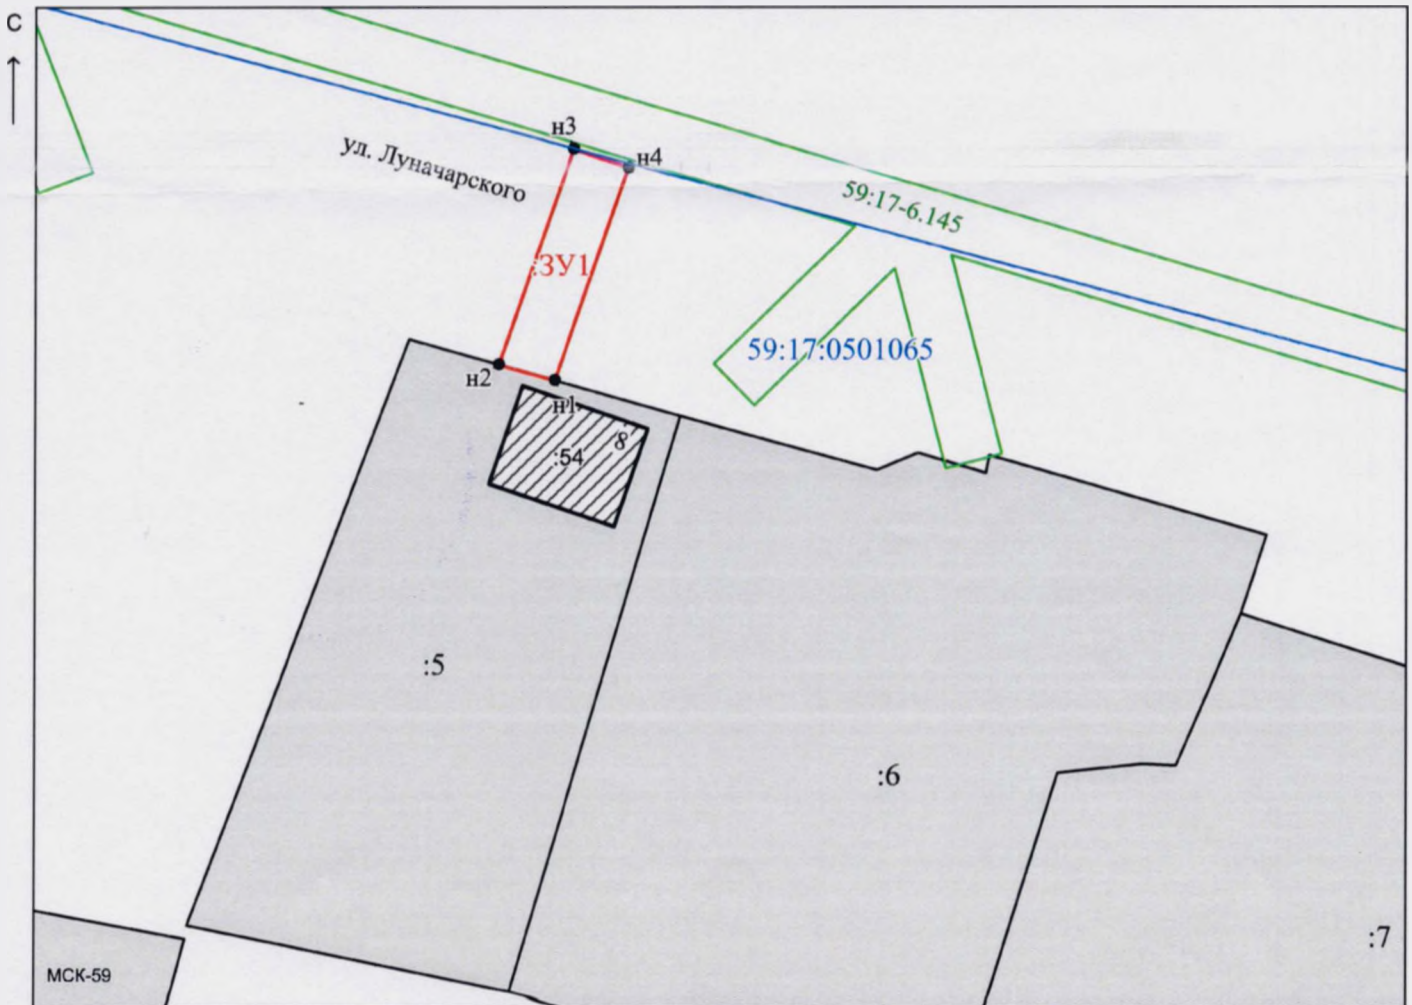 С
н3
н4
ул. Луначарского
59:17-6.145
:ЗУ1
59:17:0501065
н2
н1
8
:54
:5
:6
:7
МСК-59